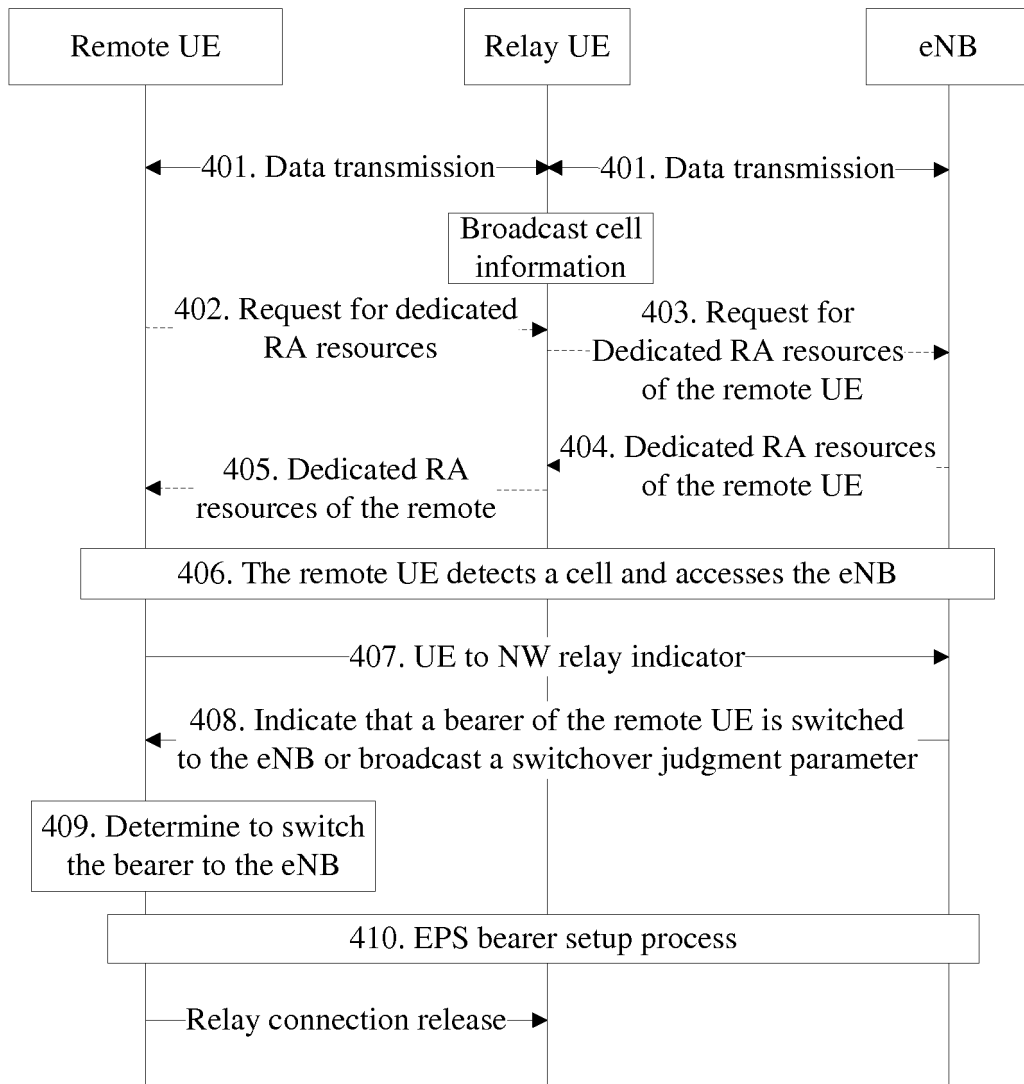 Remote UE
Relay UE
eNB
401. Data transmission
401. Data transmission
Broadcast cell
information
402. Request for dedicated
RA resources
403. Request for
Dedicated RA resources
of the remote UE
404. Dedicated RA resources
of the remote UE
405. Dedicated RA
resources of the remote
406. The remote UE detects a cell and accesses the eNB
407. UE to NW relay indicator
408. Indicate that a bearer of the remote UE is switched
to the eNB or broadcast a switchover judgment parameter
409. Determine to switch
the bearer to the eNB
410. EPS bearer setup process
Relay connection release